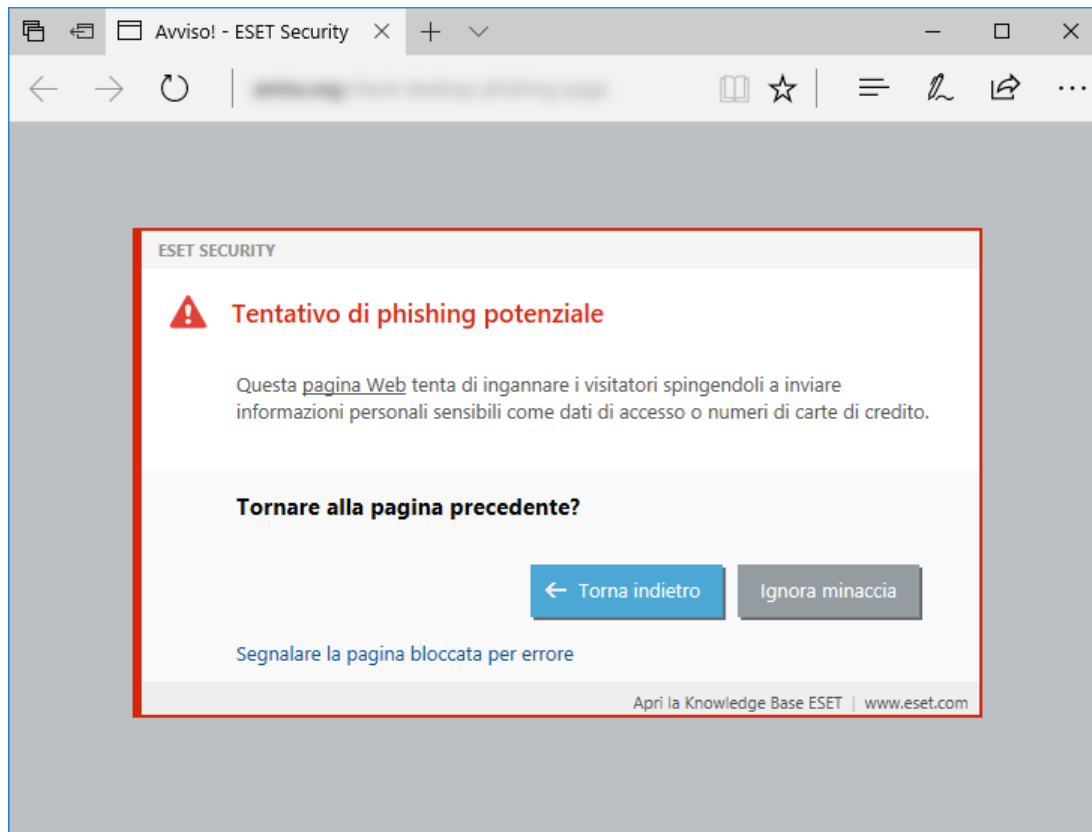 Avviso! - ESET Security
ESET SECURITY
Tentativo di phishing potenziale
Questa pagina Web tenta di ingannare i visitatori spingendoli a inviare
informazioni personali sensibili come dati di accesso o numeri di carte di credito.
Tornare alla pagina precedente?
Torna indietro Ignora minaccia
Segnalare la pagina bloccata per errore
Apri la Knowledge Base ESET | www.eset.com